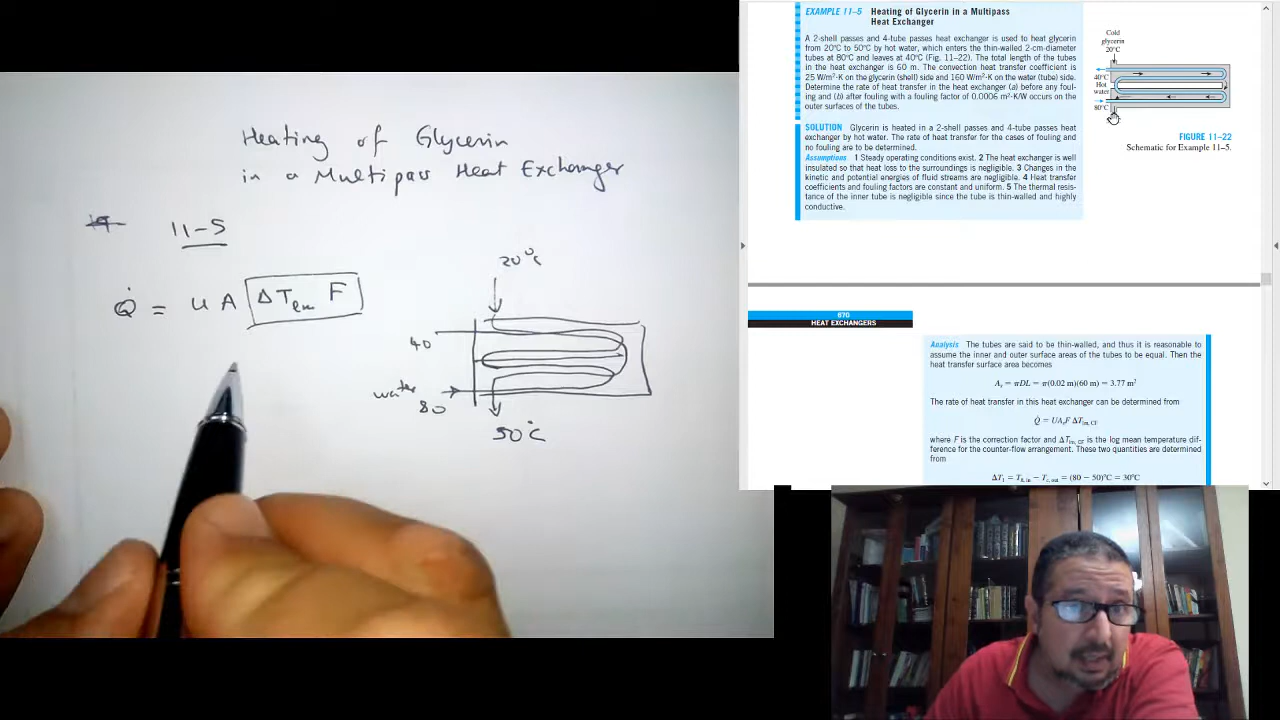 Heating of Glycerin
in a Multipass Heat Exchanger
11-5
Q̇ = U A ΔTlm F
20°C
40
water
80
50°C
EXAMPLE 11–5 Heating of Glycerin in a Multipass
Heat Exchanger
A 2-shell passes and 4-tube passes heat exchanger is used to heat glycerin
from 20°C to 50°C by hot water, which enters the thin-walled 2-cm-diameter
tubes at 80°C and leaves at 40°C (Fig. 11–22). The total length of the tubes
in the heat exchanger is 60 m. The convection heat transfer coefficient is
25 W/m²·K on the glycerin (shell) side and 160 W/m²·K on the water (tube) side.
Determine the rate of heat transfer in the heat exchanger (a) before any foul-
ing and (b) after fouling with a fouling factor of 0.0006 m²·K/W occurs on the
outer surfaces of the tubes.
SOLUTION Glycerin is heated in a 2-shell passes and 4-tube passes heat
exchanger by hot water. The rate of heat transfer for the cases of fouling and
no fouling are to be determined.
Assumptions 1 Steady operating conditions exist. 2 The heat exchanger is well
insulated so that heat loss to the surroundings is negligible. 3 Changes in the
kinetic and potential energies of fluid streams are negligible. 4 Heat transfer
coefficients and fouling factors are constant and uniform. 5 The thermal resis-
tance of the inner tube is negligible since the tube is thin-walled and highly
conductive.
Cold
glycerin
20°C
40°C
Hot
water
80°C
FIGURE 11–22
Schematic for Example 11–5.
670
HEAT EXCHANGERS
Analysis The tubes are said to be thin-walled, and thus it is reasonable to
assume the inner and outer surface areas of the tubes to be equal. Then the
heat transfer surface area becomes
As = πDL = π(0.02 m)(60 m) = 3.77 m²
The rate of heat transfer in this heat exchanger can be determined from
Q̇ = UAsF ΔTlm, CF
where F is the correction factor and ΔTlm, CF is the log mean temperature dif-
ference for the counter-flow arrangement. These two quantities are determined
from
ΔT1 = Th, in − Tc, out = (80 − 50)°C = 30°C